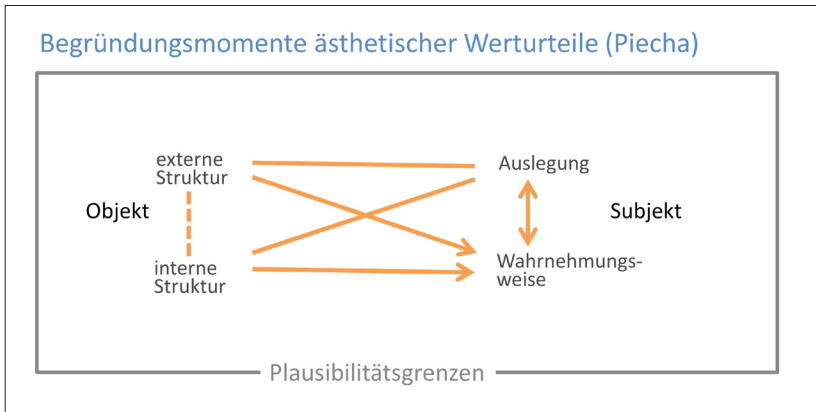 Begründungsmomente ästhetischer Werturteile (Piecha)
externe
Struktur
Auslegung
Objekt
Subjekt
interne
Struktur
Wahrnehmungs-
weise
Plausibilitätsgrenzen